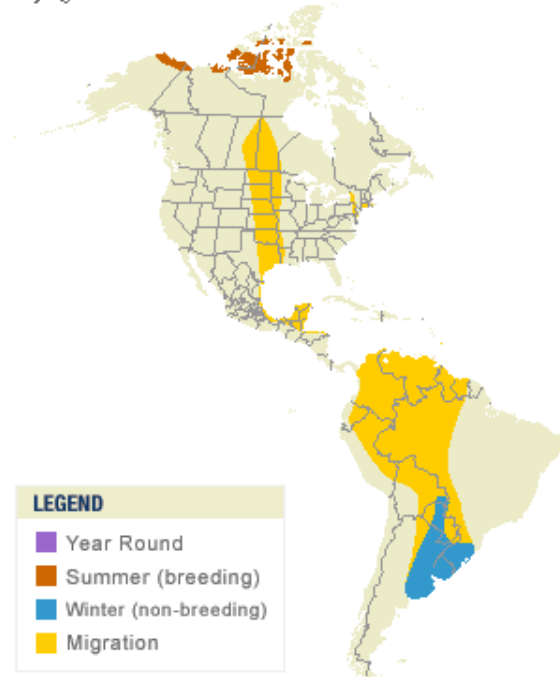 LEGEND
Year Round
Summer (breeding)
Winter (non-breeding)
Migration